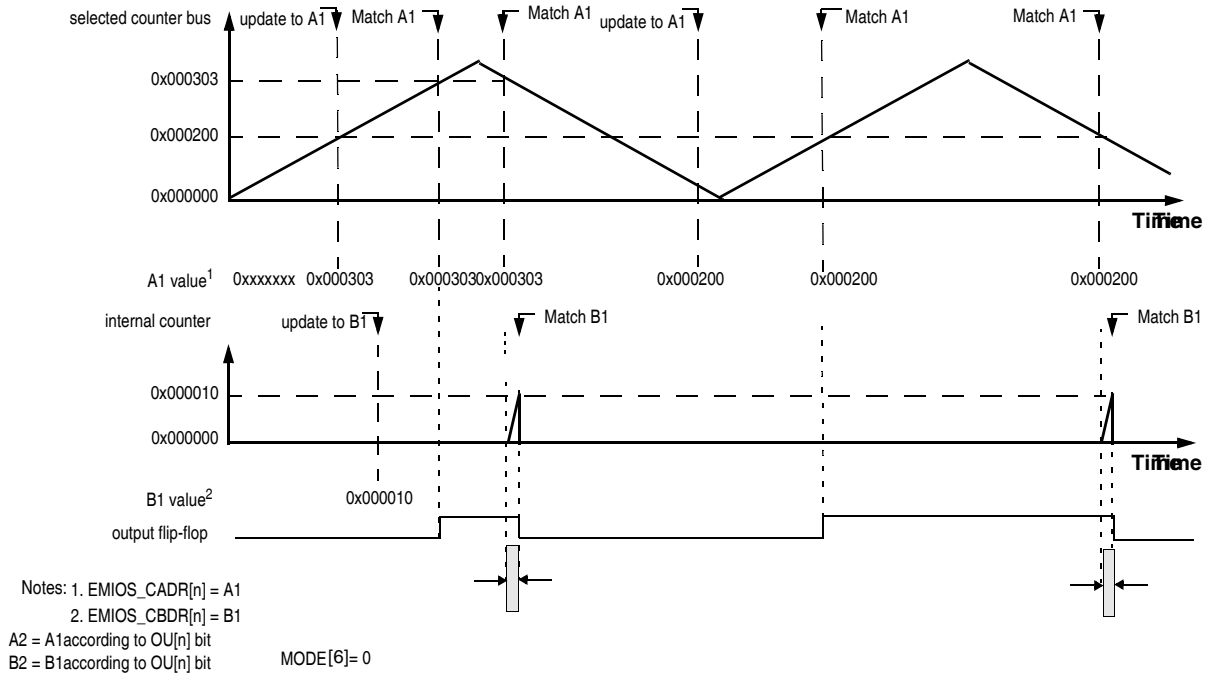 selected counter bus
update to A1
Match A1
Match A1
update to A1
Match A1
Match A1
0x000303
0x000200
0x000000
TimeTime
A1 value1
0xxxxxxx
0x000303
0x000303
0x000303
0x000200
0x000200
0x000200
internal counter
update to B1
Match B1
Match B1
0x000010
0x000000
TimeTime
B1 value2
0x000010
output flip-flop
Notes: 1. EMIOS_CADR[n] = A1
2. EMIOS_CBDR[n] = B1
A2 = A1according to OU[n] bit
B2 = B1according to OU[n] bit
MODE[6]= 0